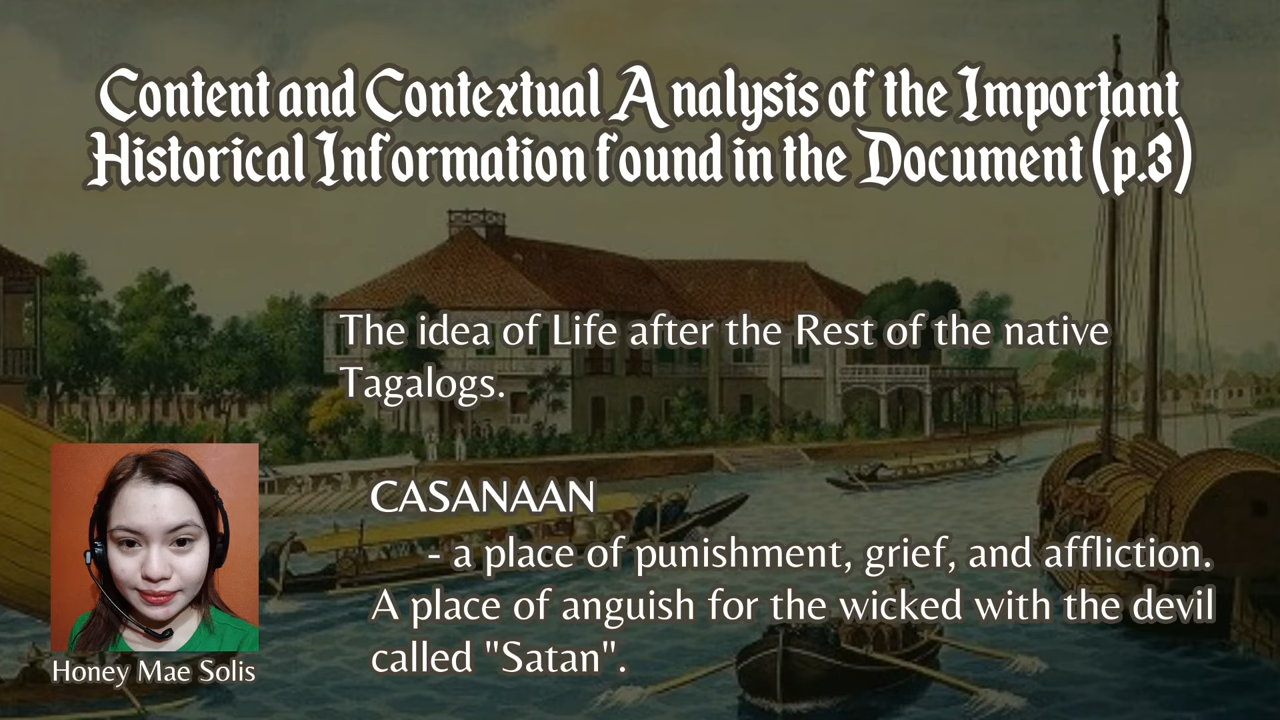 Content and Contextual Analysis of the Important
Historical Information found in the Document (p.3)
The idea of Life after the Rest of the native
Tagalogs.
CASANAAN
- a place of punishment, grief, and affliction.
A place of anguish for the wicked with the devil
called "Satan".
Honey Mae Solis